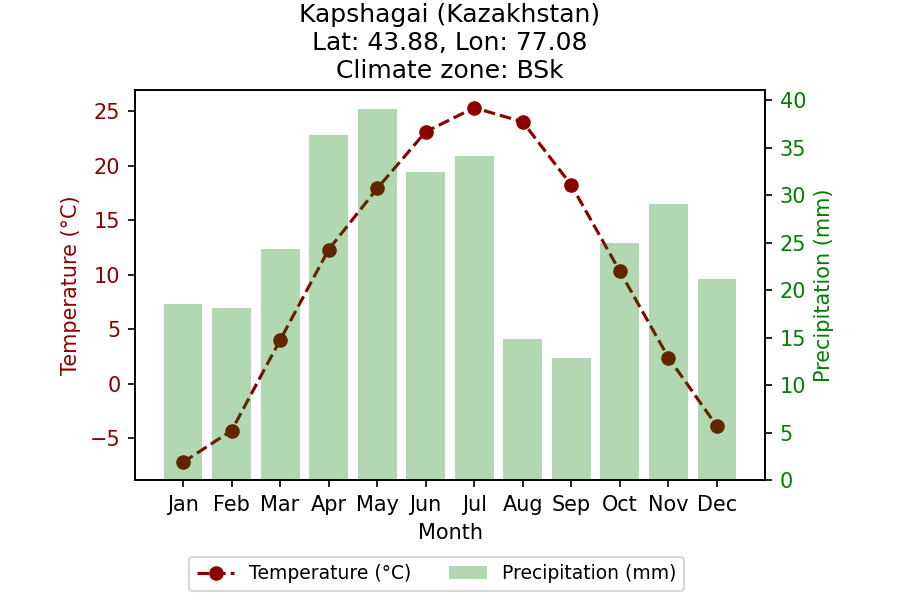 Kapshagai (Kazakhstan)
Lat: 43.88, Lon: 77.08
Climate zone: BSk
Temperature (°C)
25
20
15
10
5
0
−5
40
35
30
25
20
15
10
5
0
Precipitation (mm)
Jan Feb Mar Apr May Jun Jul Aug Sep Oct Nov Dec
Month
Temperature (°C) Precipitation (mm)